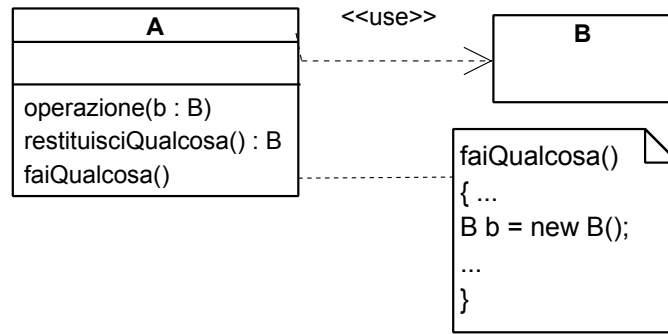 A
<<use>>
B
operazione(b : B)
restituisciQualcosa() : B
faiQualcosa()
faiQualcosa()
{ ...
B b = new B();
...
}